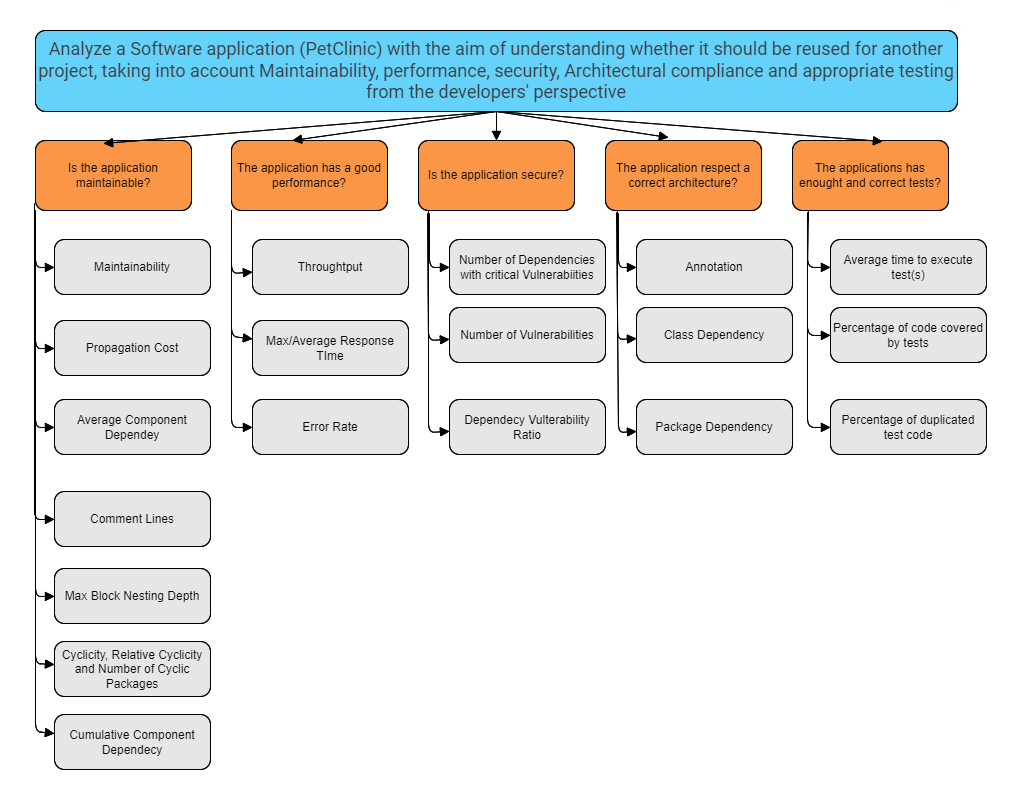 Analyze a Software application (PetClinic) with the aim of understanding whether it should be reused for another
project, taking into account Maintainability, performance, security, Architectural compliance and appropriate testing
from the developers' perspective
Is the application
maintainable?
The application has a good
performance?
Is the application secure?
The application respect a
correct architecture?
The applications has
enought and correct tests?
Maintainability
Propagation Cost
Average Component
Dependey
Comment Lines
Max Block Nesting Depth
Cyclicity, Relative Cyclicity
and Number of Cyclic
Packages
Cumulative Component
Dependecy
Throughtput
Max/Average Response
TIme
Error Rate
Number of Dependencies
with critical Vulnerabiities
Number of Vulnerabilities
Dependecy Vulterability
Ratio
Annotation
Class Dependency
Package Dependency
Average time to execute
test(s)
Percentage of code covered
by tests
Percentage of duplicated
test code